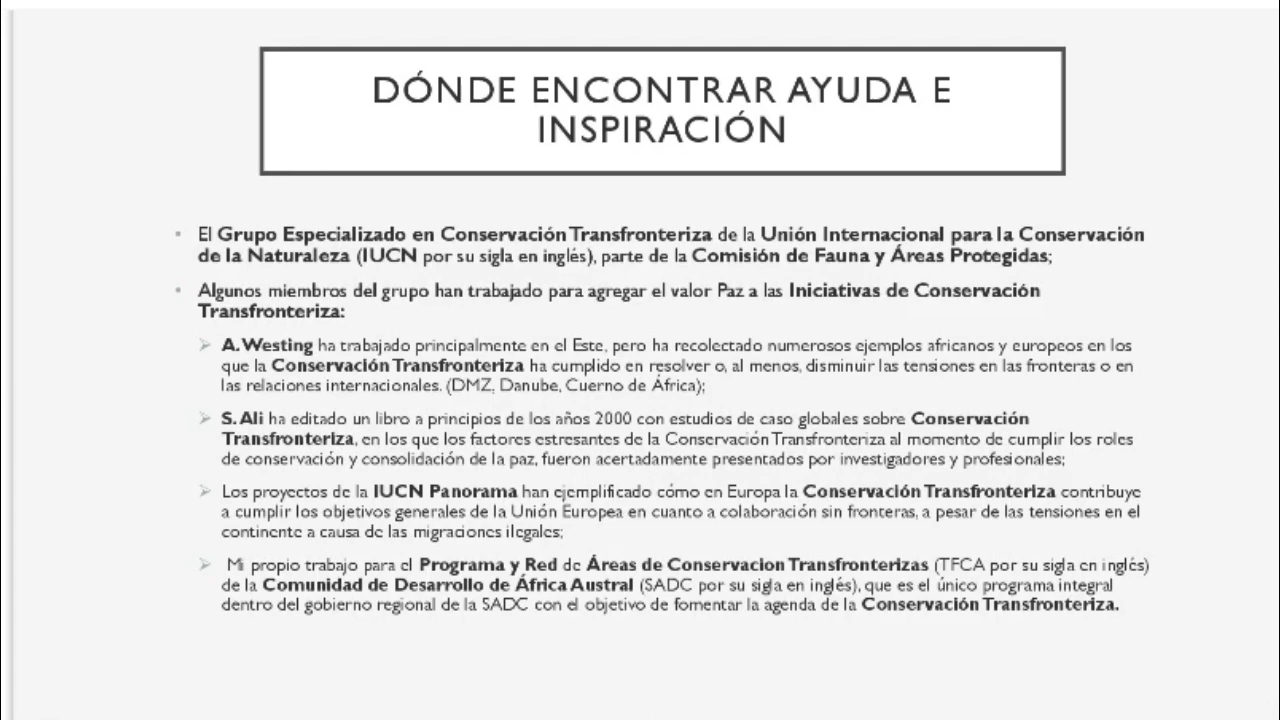 DÓNDE ENCONTRAR AYUDA E
INSPIRACIÓN
• El Grupo Especializado en Conservación Transfronteriza de la Unión Internacional para la Conservación
de la Naturaleza (IUCN por su sigla en inglés), parte de la Comisión de Fauna y Áreas Protegidas;
• Algunos miembros del grupo han trabajado para agregar el valor Paz a las Iniciativas de Conservación
Transfronteriza:
➢ A. Westing ha trabajado principalmente en el Este, pero ha recolectado numerosos ejemplos africanos y europeos en los
que la Conservación Transfronteriza ha cumplido en resolver o, al menos, disminuir las tensiones en las fronteras o en
las relaciones internacionales. (DMZ, Danube, Cuerno de África);
➢ S. Ali ha editado un libro a principios de los años 2000 con estudios de caso globales sobre Conservación
Transfronteriza, en los que los factores estresantes de la Conservación Transfronteriza al momento de cumplir los roles
de conservación y consolidación de la paz, fueron acertadamente presentados por investigadores y profesionales;
➢ Los proyectos de la IUCN Panorama han ejemplificado cómo en Europa la Conservación Transfronteriza contribuye
a cumplir los objetivos generales de la Unión Europea en cuanto a colaboración sin fronteras, a pesar de las tensiones en el
continente a causa de las migraciones ilegales;
➢ Mi propio trabajo para el Programa y Red de Áreas de Conservacion Transfronterizas (TFCA por su sigla en inglés)
de la Comunidad de Desarrollo de África Austral (SADC por su sigla en inglés), que es el único programa integral
dentro del gobierno regional de la SADC con el objetivo de fomentar la agenda de la Conservación Transfronteriza.